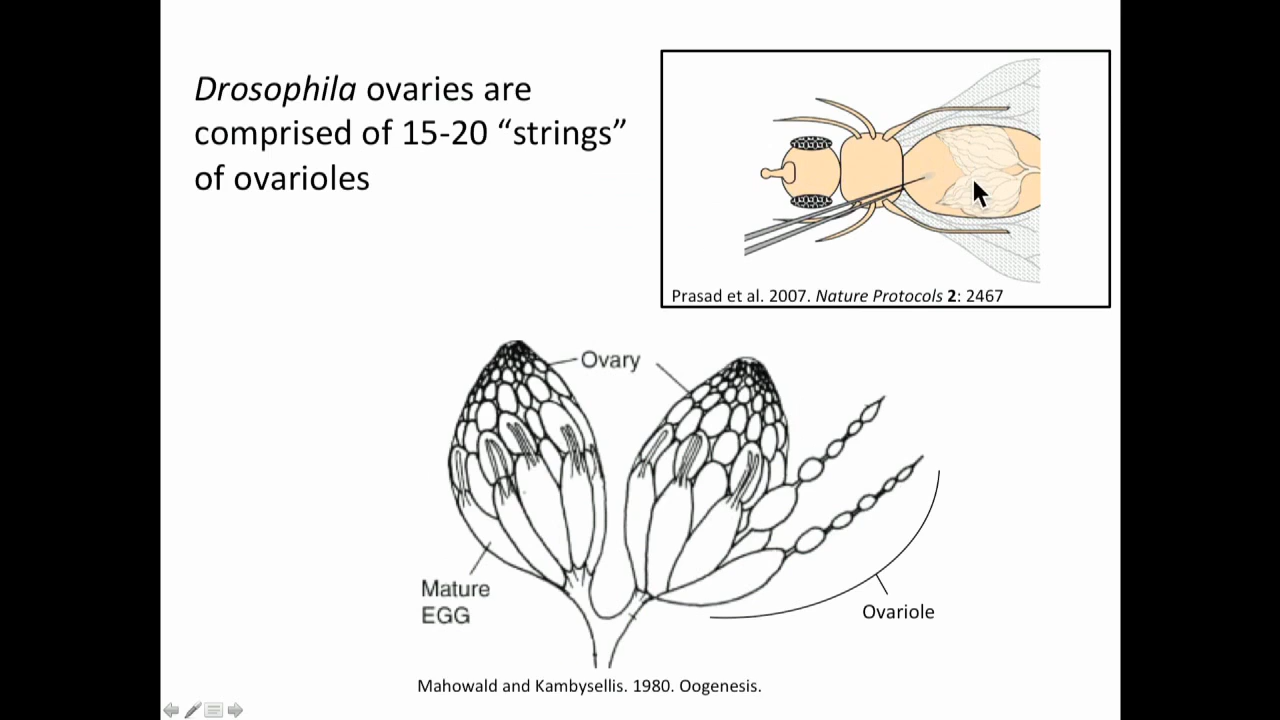 Drosophila ovaries are
comprised of 15-20 “strings”
of ovarioles
Prasad et al. 2007. Nature Protocols 2: 2467
Ovary
Mature
EGG
Ovariole
Mahowald and Kambysellis. 1980. Oogenesis.